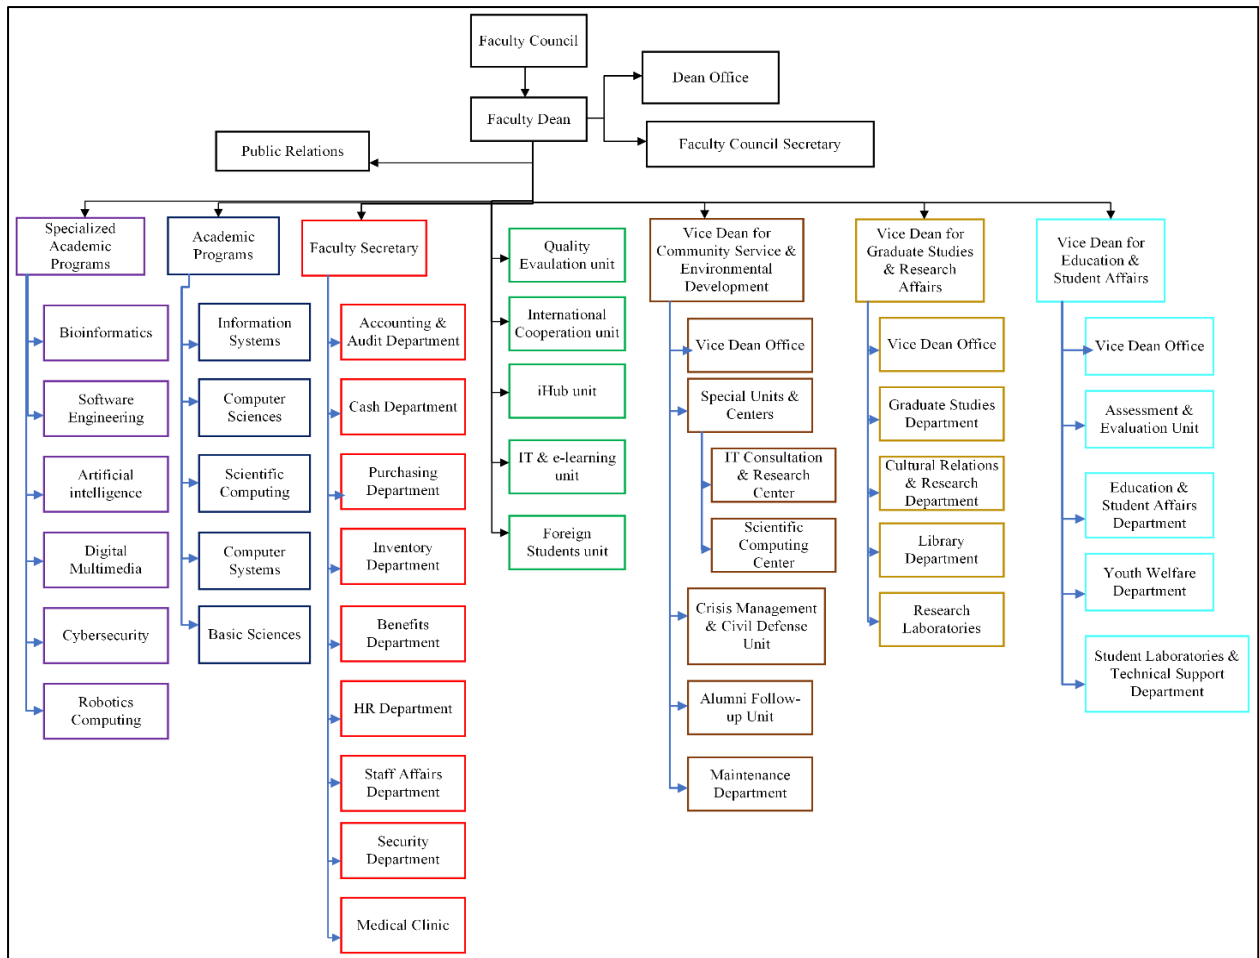 Faculty Council
Dean Office
Faculty Dean
Faculty Council Secretary
Public Relations
Specialized
Academic
Programs
Bioinformatics
Software
Engineering
Artificial
intelligence
Digital
Multimedia
Cybersecurity
Robotics
Computing
Academic
Programs
Information
Systems
Computer
Sciences
Scientific
Computing
Computer
Systems
Basic Sciences
Faculty Secretary
Accounting &
Audit Department
Cash Department
Purchasing
Department
Inventory
Department
Benefits
Department
HR Department
Staff Affairs
Department
Security
Department
Medical Clinic
Quality
Evaulation unit
International
Cooperation unit
iHub unit
IT & e-learning
unit
Foreign
Students unit
Vice Dean for
Community Service &
Environmental
Development
Vice Dean Office
Special Units &
Centers
IT Consultation
& Research
Center
Scientific
Computing
Center
Crisis Management
& Civil Defense
Unit
Alumni Follow-
up Unit
Maintenance
Department
Vice Dean for
Graduate Studies
& Research
Affairs
Vice Dean Office
Graduate Studies
Department
Cultural Relations
& Research
Department
Library
Department
Research
Laboratories
Vice Dean for
Education &
Student Affairs
Vice Dean Office
Assessment &
Evaluation Unit
Education &
Student Affairs
Department
Youth Welfare
Department
Student Laboratories &
Technical Support
Department